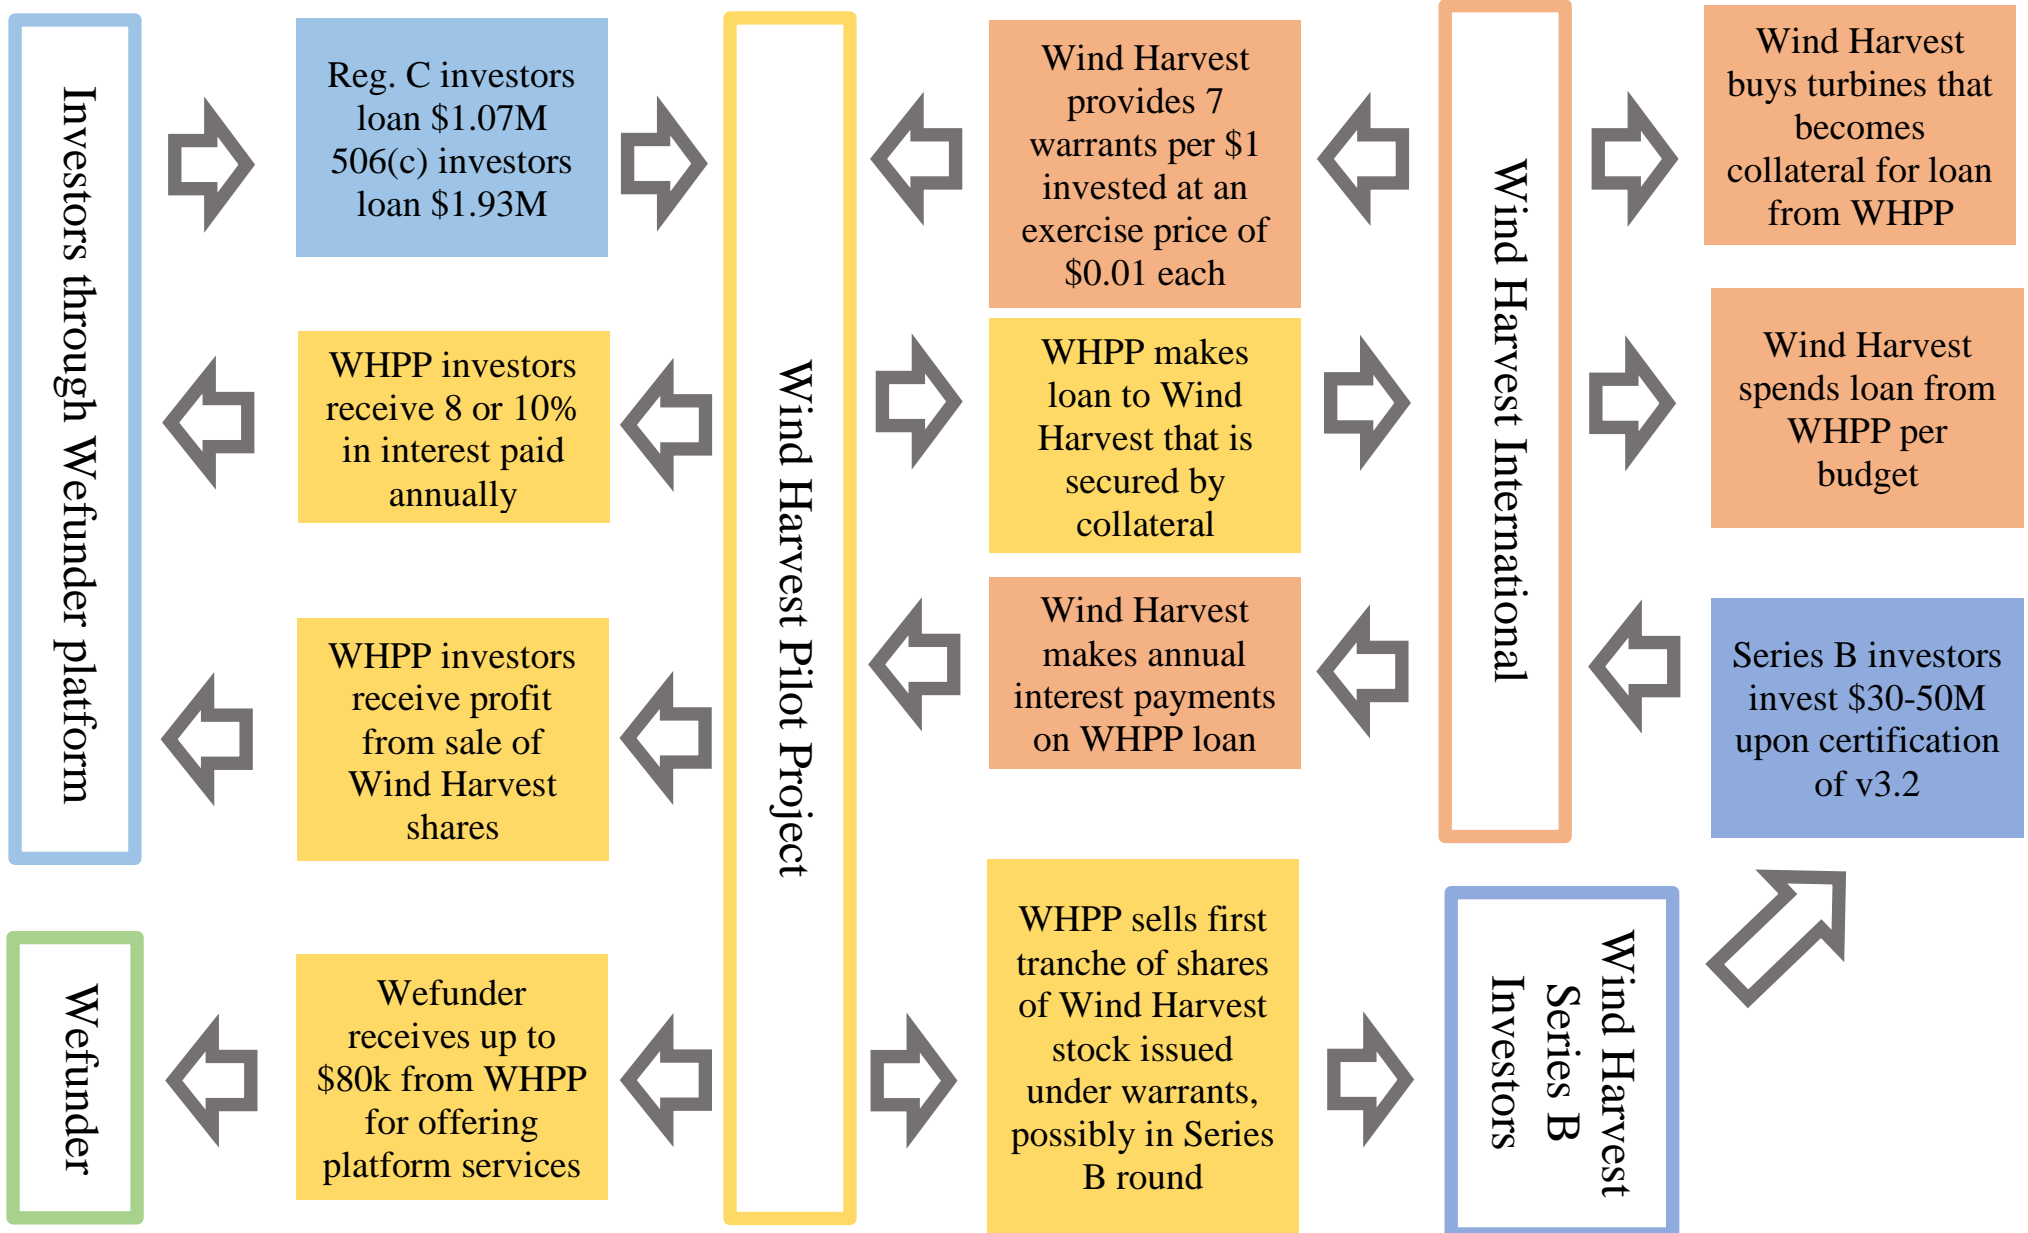 Investors through Wefunder platform
Reg. C investors
loan $1.07M
506(c) investors
loan $1.93M
WHPP investors
receive 8 or 10%
in interest paid
annually
WHPP investors
receive profit
from sale of
Wind Harvest
shares
Wefunder
Wefunder
receives up to
$80k from WHPP
for offering
platform services
Wind Harvest Pilot Project
Wind Harvest
provides 7
warrants per $1
invested at an
exercise price of
$0.01 each
WHPP makes
loan to Wind
Harvest that is
secured by
collateral
Wind Harvest
makes annual
interest payments
on WHPP loan
WHPP sells first
tranche of shares
of Wind Harvest
stock issued
under warrants,
possibly in Series
B round
Wind Harvest International
Wind Harvest
Series B
Investors
Wind Harvest
buys turbines that
becomes
collateral for loan
from WHPP
Wind Harvest
spends loan from
WHPP per
budget
Series B investors
invest $30-50M
upon certification
of v3.2